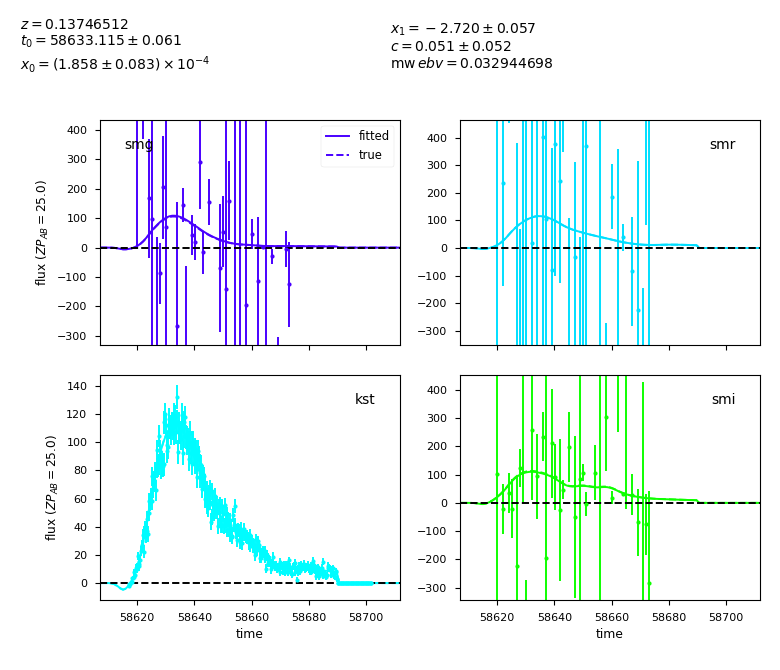 z = 0.13746512
t₀ = 58633.115 ± 0.061
x₀ = (1.858 ± 0.083) × 10⁻⁴
x₁ = −2.720 ± 0.057
c = 0.051 ± 0.052
mw ebv = 0.032944698
smg
fitted
true
400
300
200
100
0
−100
−200
−300
flux (ZP_AB = 25.0)
smr
400
300
200
100
0
−100
−200
−300
kst
140
120
100
80
60
40
20
0
flux (ZP_AB = 25.0)
58620 58640 58660 58680 58700
time
smi
400
300
200
100
0
−100
−200
−300
58620 58640 58660 58680 58700
time